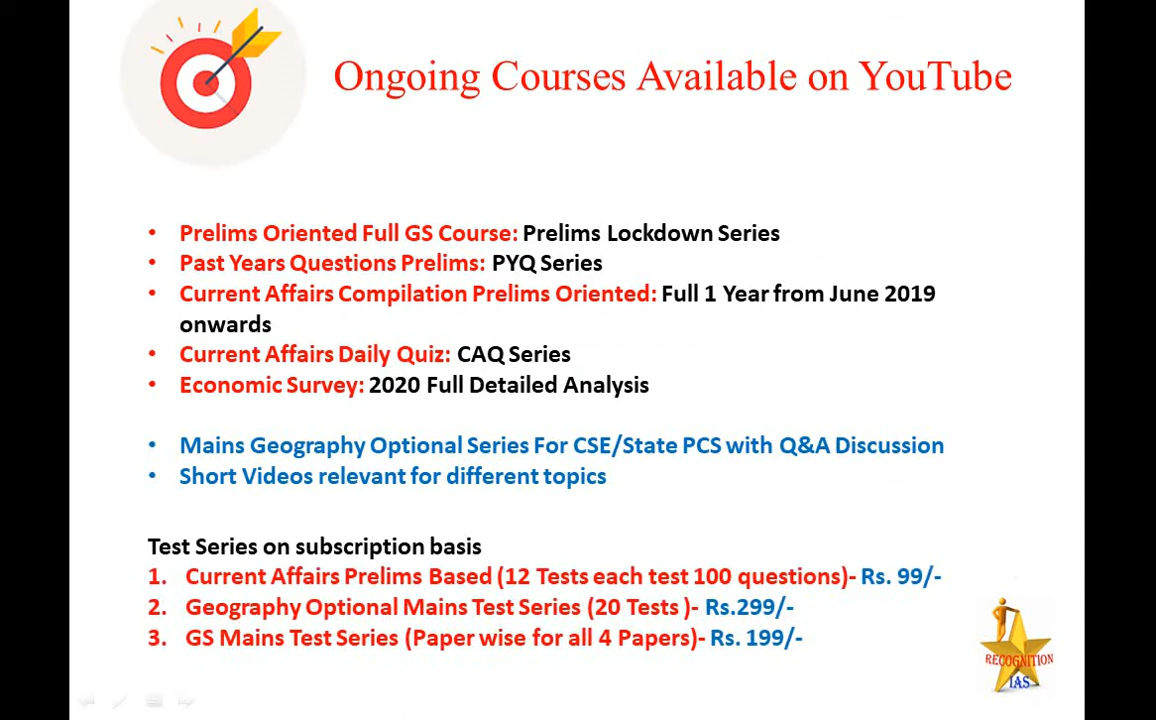 Ongoing Courses Available on YouTube
• Prelims Oriented Full GS Course: Prelims Lockdown Series
• Past Years Questions Prelims: PYQ Series
• Current Affairs Compilation Prelims Oriented: Full 1 Year from June 2019
onwards
• Current Affairs Daily Quiz: CAQ Series
• Economic Survey: 2020 Full Detailed Analysis
• Mains Geography Optional Series For CSE/State PCS with Q&A Discussion
• Short Videos relevant for different topics
Test Series on subscription basis
1. Current Affairs Prelims Based (12 Tests each test 100 questions)- Rs. 99/-
2. Geography Optional Mains Test Series (20 Tests )- Rs.299/-
3. GS Mains Test Series (Paper wise for all 4 Papers)- Rs. 199/-
RECOGNITION
IAS